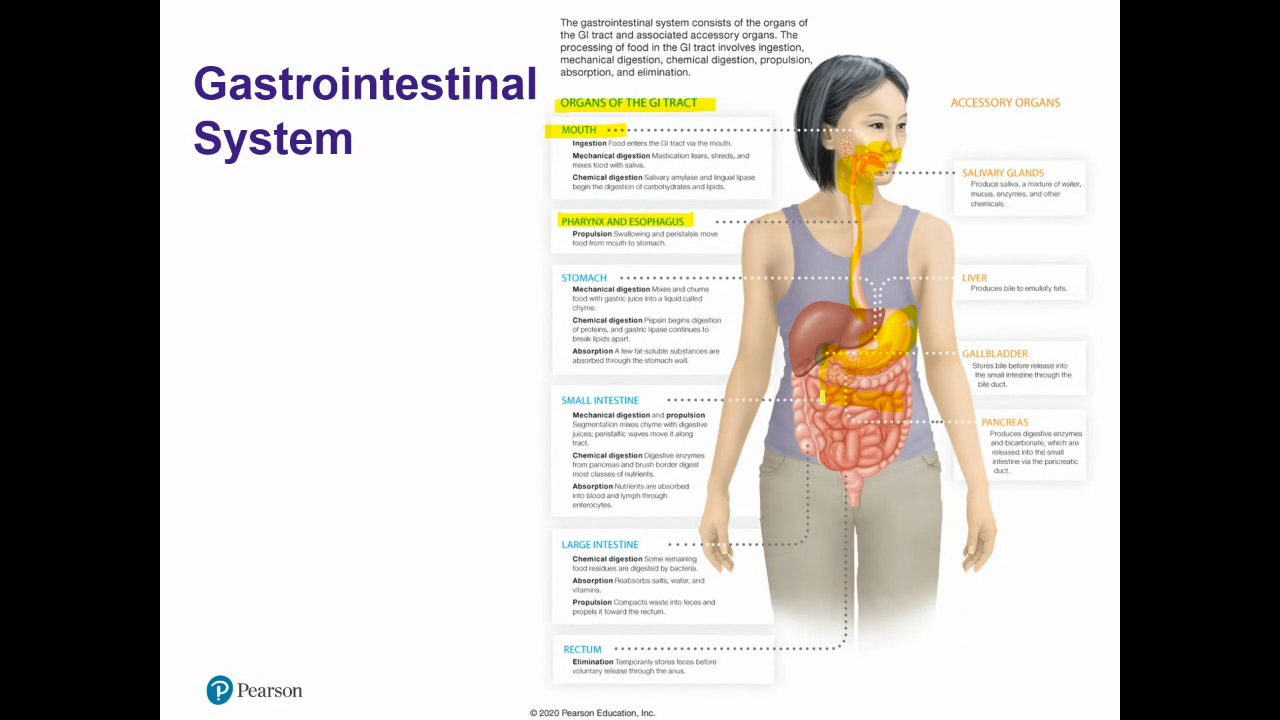 Gastrointestinal
System
The gastrointestinal system consists of the organs of
the GI tract and associated accessory organs. The
processing of food in the GI tract involves ingestion,
mechanical digestion, chemical digestion, propulsion,
absorption, and elimination.
ORGANS OF THE GI TRACT
MOUTH
Ingestion Food enters the GI tract via the mouth.
Mechanical digestion Mastication tears, shreds, and
mixes food with saliva.
Chemical digestion Salivary amylase and lingual lipase
begin the digestion of carbohydrates and lipids.
PHARYNX AND ESOPHAGUS
Propulsion Swallowing and peristalsis move
food from mouth to stomach.
STOMACH
Mechanical digestion Mixes and churns
food with gastric juice into a liquid called
chyme.
Chemical digestion Pepsin begins digestion
of proteins, and gastric lipase continues to
break lipids apart.
Absorption A few fat-soluble substances are
absorbed through the stomach wall.
SMALL INTESTINE
Mechanical digestion and propulsion
Segmentation mixes chyme with digestive
juices; peristaltic waves move it along
tract.
Chemical digestion Digestive enzymes
from pancreas and brush border digest
most classes of nutrients.
Absorption Nutrients are absorbed
into blood and lymph through
enterocytes.
LARGE INTESTINE
Chemical digestion Some remaining
food residues are digested by bacteria.
Absorption Reabsorbs salts, water, and
vitamins.
Propulsion Compacts waste into feces and
propels it toward the rectum.
RECTUM
Elimination Temporarily stores feces before
voluntary release through the anus.
ACCESSORY ORGANS
SALIVARY GLANDS
Produce saliva, a mixture of water,
mucus, enzymes, and other
chemicals.
LIVER
Produces bile to emulsify fats.
GALLBLADDER
Stores bile before release into
the small intestine through the
bile duct.
PANCREAS
Produces digestive enzymes
and bicarbonate, which are
released into the small
intestine via the pancreatic
duct.
Pearson
© 2020 Pearson Education, Inc.